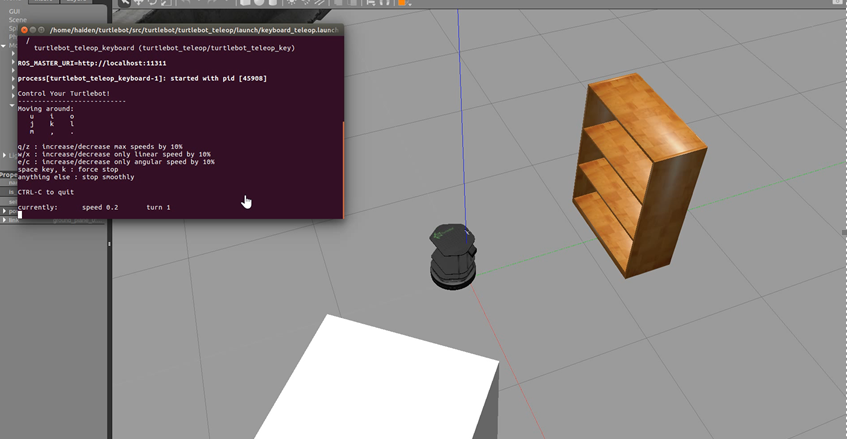 GUI
Scene
/home/haiden/turtlebot/src/turtlebot/turtlebot_teleop/launch/keyboard_teleop.launch
/
turtlebot_teleop_keyboard (turtlebot_teleop/turtlebot_teleop_key)
ROS_MASTER_URI=http://localhost:11311
process[turtlebot_teleop_keyboard-1]: started with pid [45908]
Control Your Turtlebot!
---------------------------
Moving around:
u i o
j k l
m , .
q/z : increase/decrease max speeds by 10%
w/x : increase/decrease only linear speed by 10%
e/c : increase/decrease only angular speed by 10%
space key, k : force stop
anything else : stop smoothly
CTRL-C to quit
currently: speed 0.2 turn 1